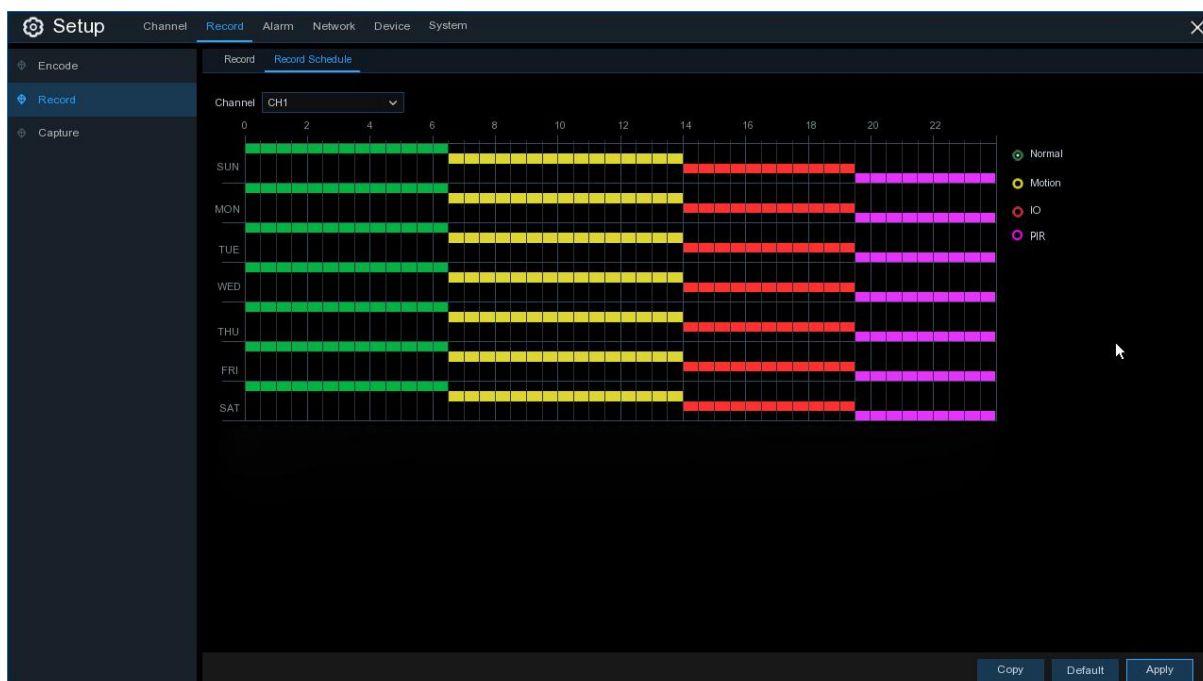 Setup Channel Record Alarm Network Device System
Encode
Record
Capture
Record Record Schedule
Channel CH1
0 2 4 6 8 10 12 14 16 18 20 22
SUN
MON
TUE
WED
THU
FRI
SAT
Normal
Motion
IO
PIR
Copy Default Apply